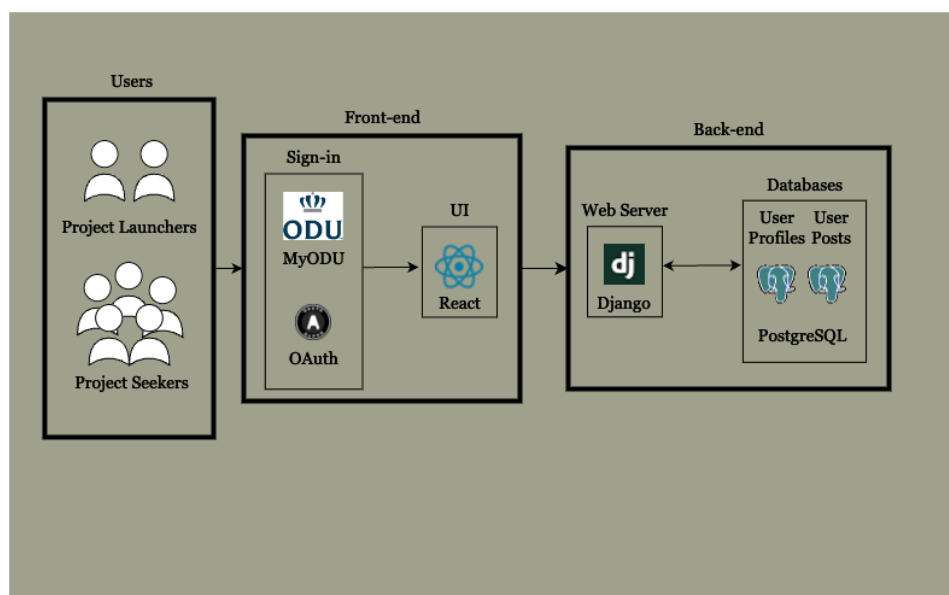 Users
Project Launchers
Project Seekers
Front-end
Sign-in
ODU
MyODU
A
OAuth
UI
React
Back-end
Web Server
dj
Django
Databases
User
Profiles
User
Posts
PostgreSQL